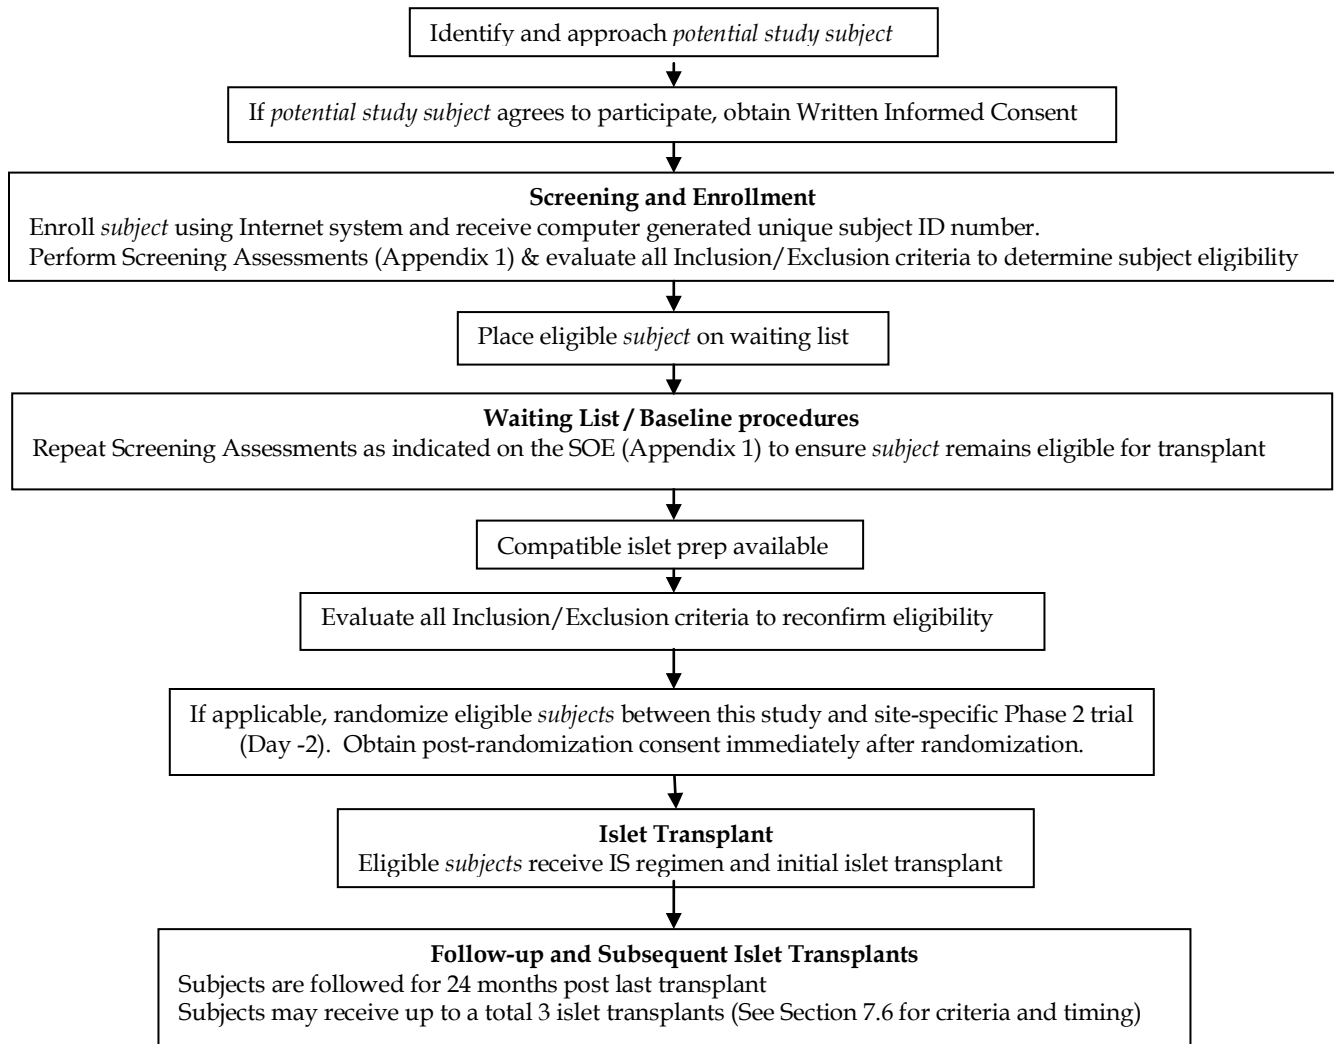 Identify and approach potential study subject
If potential study subject agrees to participate, obtain Written Informed Consent
Screening and Enrollment
Enroll subject using Internet system and receive computer generated unique subject ID number.
Perform Screening Assessments (Appendix 1) & evaluate all Inclusion/Exclusion criteria to determine subject eligibility
Place eligible subject on waiting list
Waiting List / Baseline procedures
Repeat Screening Assessments as indicated on the SOE (Appendix 1) to ensure subject remains eligible for transplant
Compatible islet prep available
Evaluate all Inclusion/Exclusion criteria to reconfirm eligibility
If applicable, randomize eligible subjects between this study and site-specific Phase 2 trial
(Day -2). Obtain post-randomization consent immediately after randomization.
Islet Transplant
Eligible subjects receive IS regimen and initial islet transplant
Follow-up and Subsequent Islet Transplants
Subjects are followed for 24 months post last transplant
Subjects may receive up to a total 3 islet transplants (See Section 7.6 for criteria and timing)